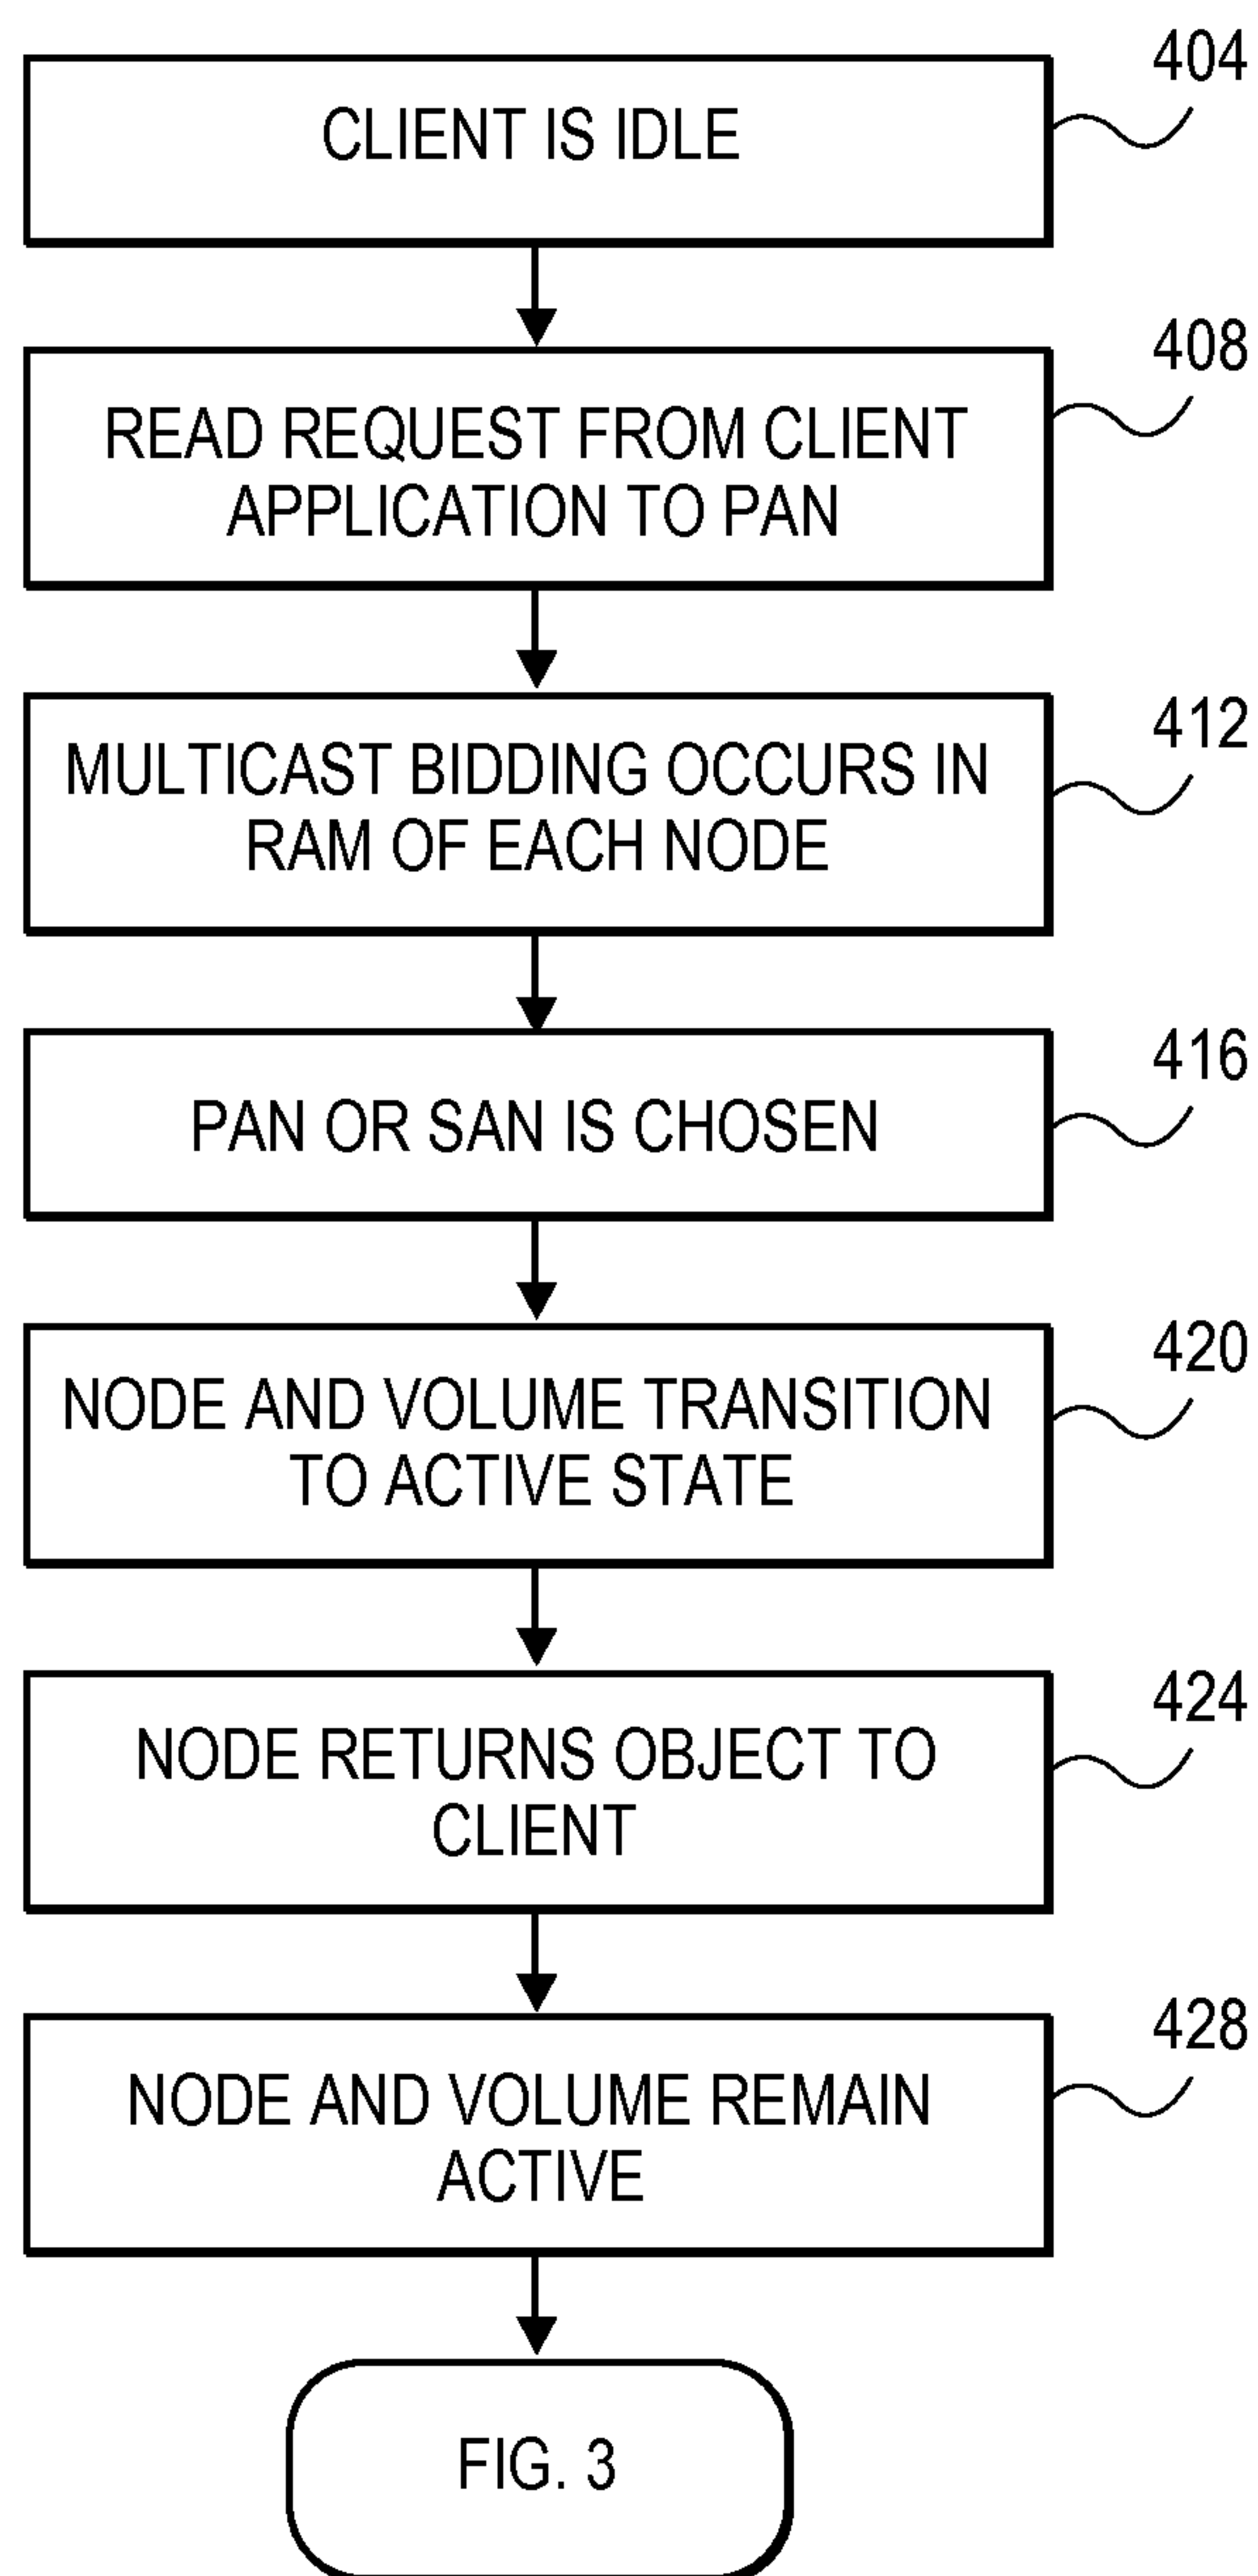 404
CLIENT IS IDLE
408
READ REQUEST FROM CLIENT
APPLICATION TO PAN
412
MULTICAST BIDDING OCCURS IN
RAM OF EACH NODE
416
PAN OR SAN IS CHOSEN
420
NODE AND VOLUME TRANSITION
TO ACTIVE STATE
424
NODE RETURNS OBJECT TO
CLIENT
428
NODE AND VOLUME REMAIN
ACTIVE
FIG. 3